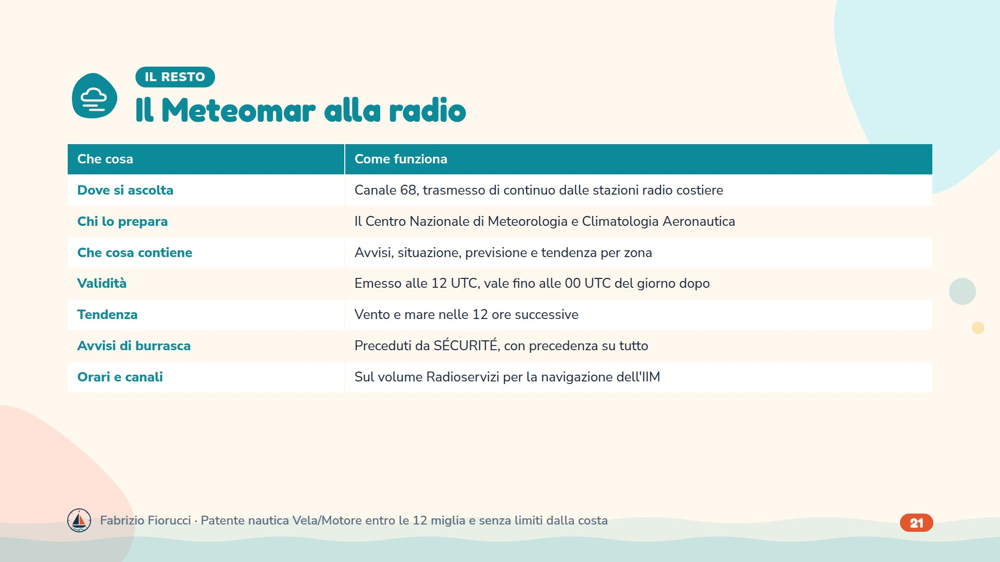 IL RESTO
Il Meteomar alla radio
Che cosa Come funziona
Dove si ascolta Canale 68, trasmesso di continuo dalle stazioni radio costiere
Chi lo prepara Il Centro Nazionale di Meteorologia e Climatologia Aeronautica
Che cosa contiene Avvisi, situazione, previsione e tendenza per zona
Validità Emesso alle 12 UTC, vale fino alle 00 UTC del giorno dopo
Tendenza Vento e mare nelle 12 ore successive
Avvisi di burrasca Preceduti da SÉCURITÉ, con precedenza su tutto
Orari e canali Sul volume Radioservizi per la navigazione dell'IIM
Fabrizio Fiorucci · Patente nautica Vela/Motore entro le 12 miglia e senza limiti dalla costa
21